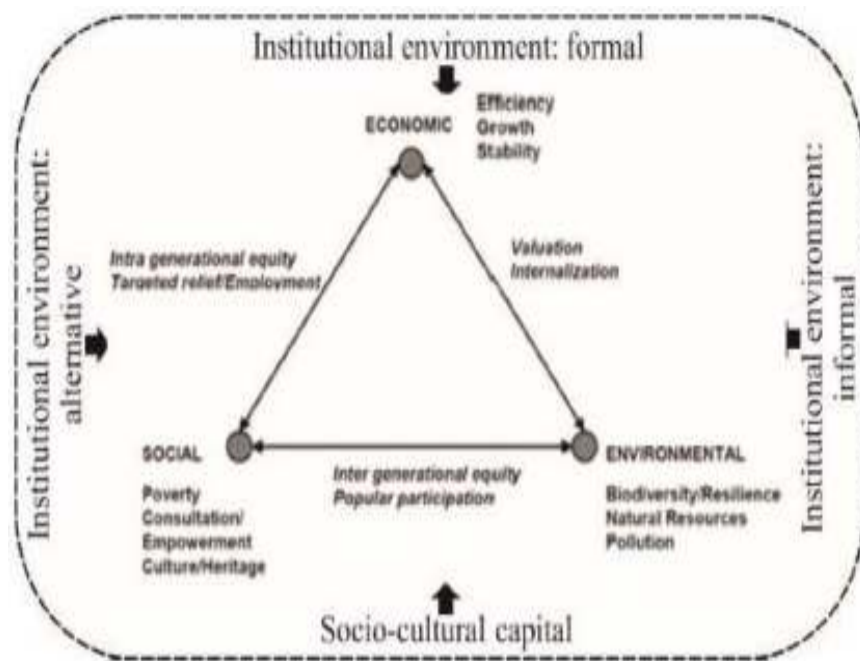 Institutional environment: formal
ECONOMIC
Efficiency
Growth
Stability
Institutional environment:
alternative
Intra generational equity
Targeted relief/Employment
Valuation
Internalization
Institutional environment:
informal
SOCIAL
Poverty
Consultation/
Empowerment
Culture/Heritage
Inter generational equity
Popular participation
ENVIRONMENTAL
Biodiversity/Resilience
Natural Resources
Pollution
Socio-cultural capital